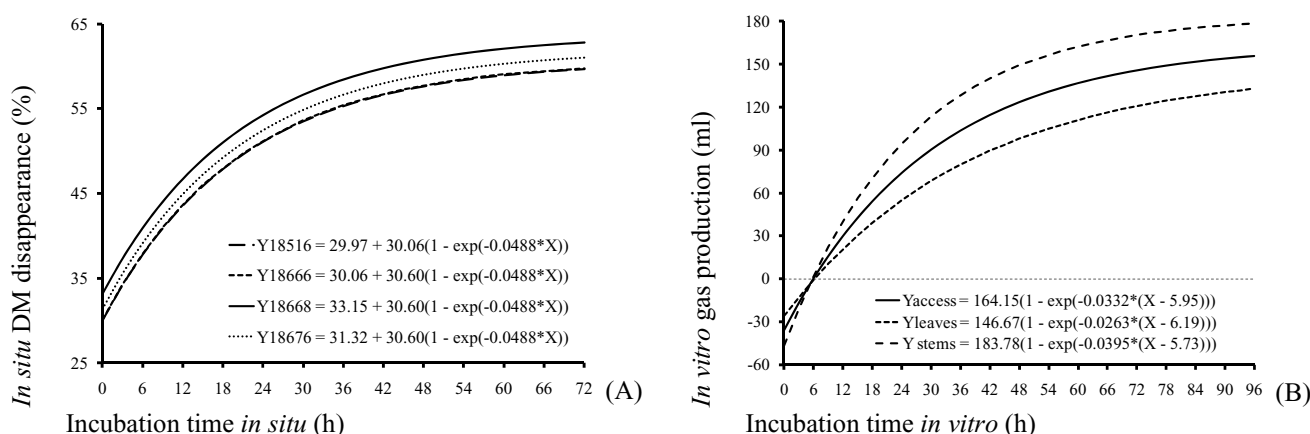 In situ DM disappearance (%)
65
55
45
35
25
Y18516 = 29.97 + 30.06(1 - exp(-0.0488*X))
Y18666 = 30.06 + 30.60(1 - exp(-0.0488*X))
Y18668 = 33.15 + 30.60(1 - exp(-0.0488*X))
Y18676 = 31.32 + 30.60(1 - exp(-0.0488*X))
0 6 12 18 24 30 36 42 48 54 60 66 72
(A)
Incubation time in situ (h)
In vitro gas production (ml)
180
150
120
90
60
30
0
-30
-60
Yaccess = 164.15(1 - exp(-0.0332*(X - 5.95)))
Yleaves = 146.67(1 - exp(-0.0263*(X - 6.19)))
Y stems = 183.78(1 - exp(-0.0395*(X - 5.73)))
0 6 12 18 24 30 36 42 48 54 60 66 72 78 84 90 96
(B)
Incubation time in vitro (h)